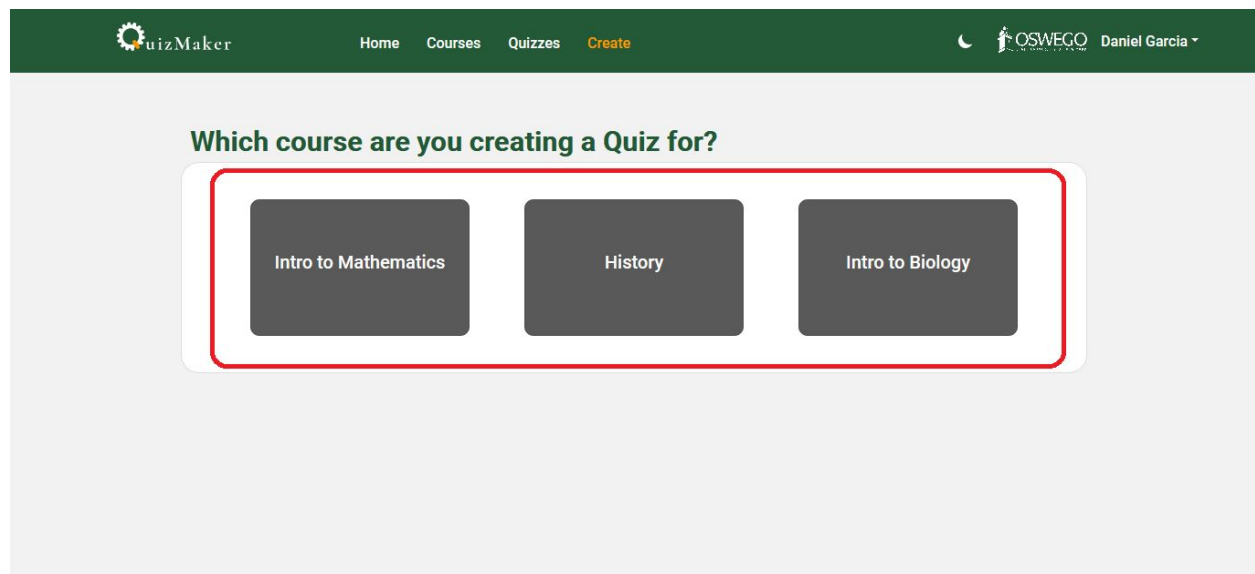 QuizMaker
Home Courses Quizzes Create
OSWEGO Daniel Garcia
Which course are you creating a Quiz for?
Intro to Mathematics History Intro to Biology